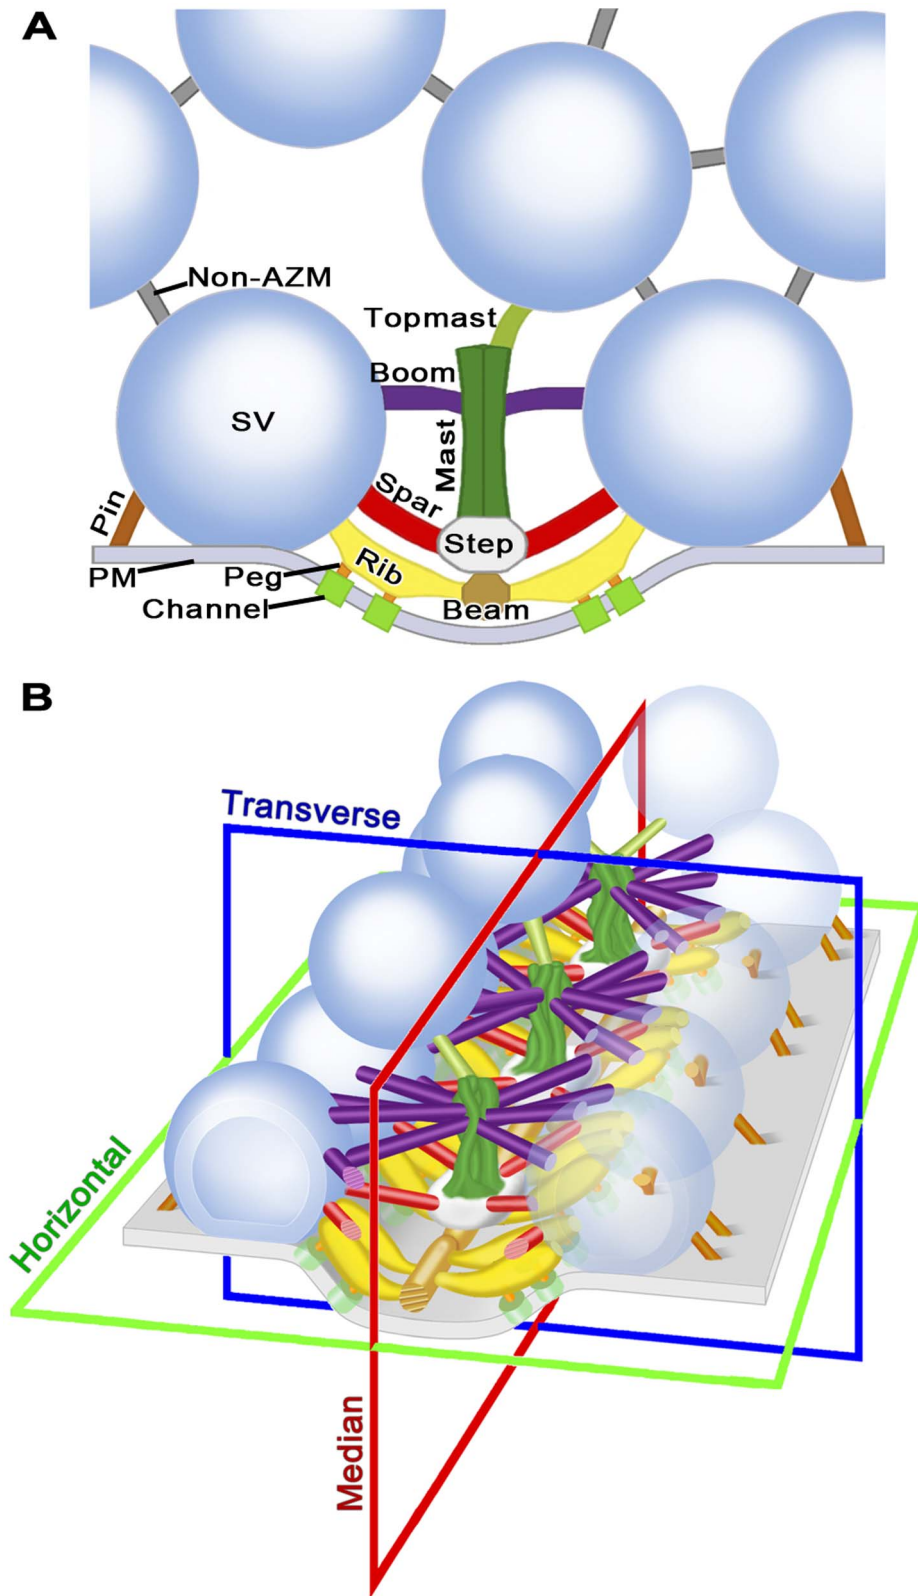 A
Non-AZM
Topmast
Boom
SV
Mast
Spar
Pin
Step
PM
Peg
Rib
Channel
Beam
B
Transverse
Horizontal
Median